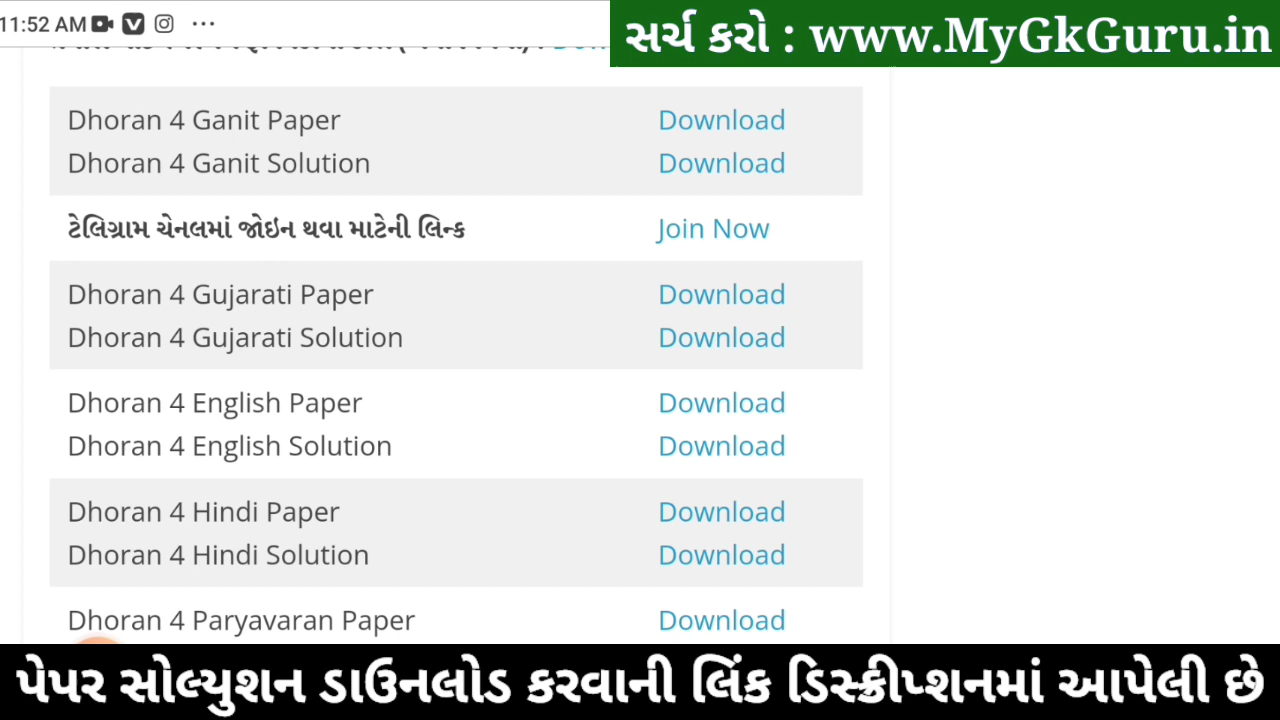 11:52 AM
સર્ચ કરો : www.MyGkGuru.in
Dhoran 4 Ganit Paper Download
Dhoran 4 Ganit Solution Download
ટેલિગ્રામ ચેનલમાં જોઇન થવા માટેની લિન્ક Join Now
Dhoran 4 Gujarati Paper Download
Dhoran 4 Gujarati Solution Download
Dhoran 4 English Paper Download
Dhoran 4 English Solution Download
Dhoran 4 Hindi Paper Download
Dhoran 4 Hindi Solution Download
Dhoran 4 Paryavaran Paper Download
પેપર સોલ્યુશન ડાઉનલોડ કરવાની લિંક ડિસ્ક્રીપ્શનમાં આપેલી છે